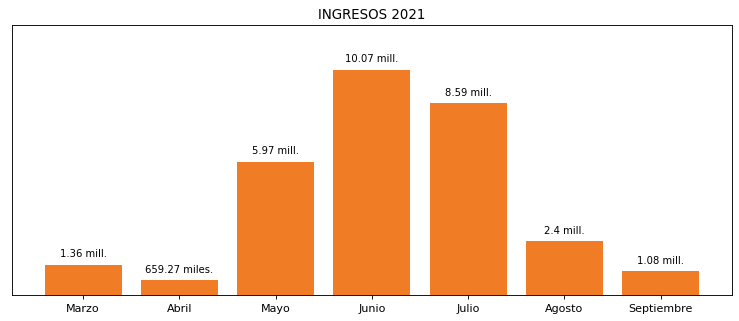 INGRESOS 2021
10.07 mill.
8.59 mill.
5.97 mill.
2.4 mill.
1.36 mill.
1.08 mill.
659.27 miles.
Marzo Abril Mayo Junio Julio Agosto Septiembre